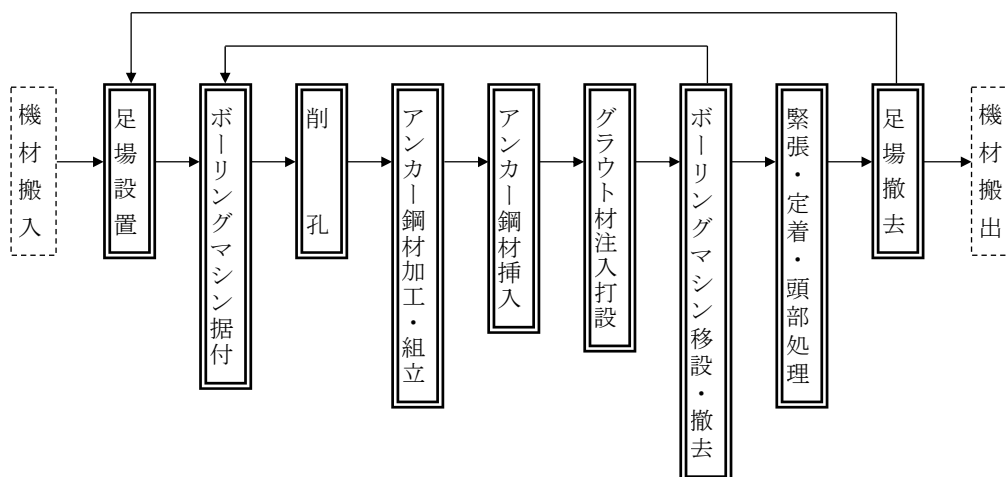 機材搬入
足場設置
ボーリングマシン据付
削孔
アンカー鋼材加工・組立
アンカー鋼材挿入
グラウト材注入打設
ボーリングマシン移設・撤去
緊張・定着・頭部処理
足場撤去
機材搬出